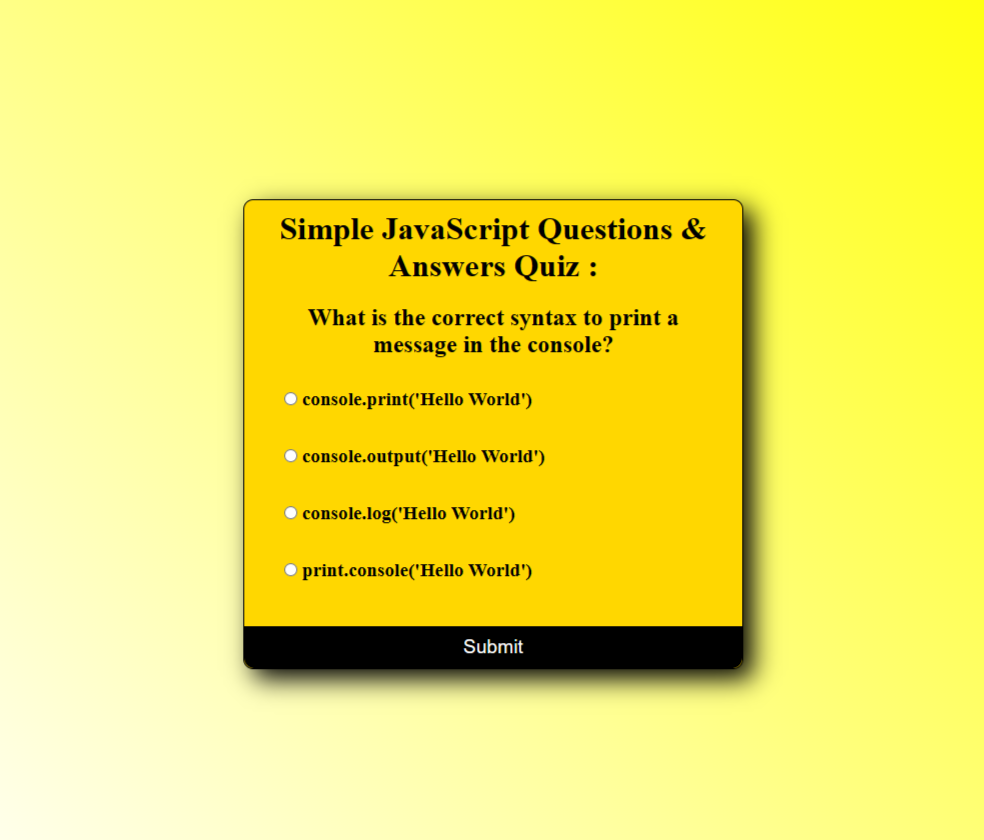 Simple JavaScript Questions &
Answers Quiz :
What is the correct syntax to print a
message in the console?
console.print('Hello World')
console.output('Hello World')
console.log('Hello World')
print.console('Hello World')
Submit